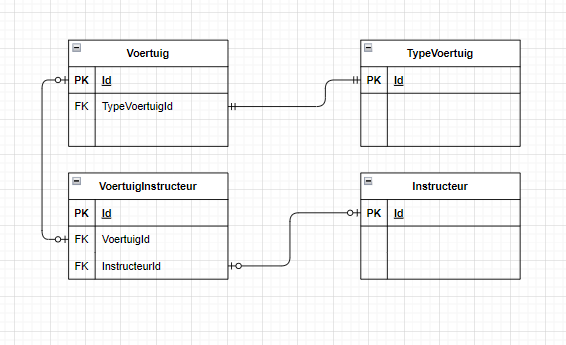 Voertuig
PK Id
FK TypeVoertuigId
TypeVoertuig
PK Id
VoertuigInstructeur
PK Id
FK VoertuigId
FK InstructeurId
Instructeur
PK Id